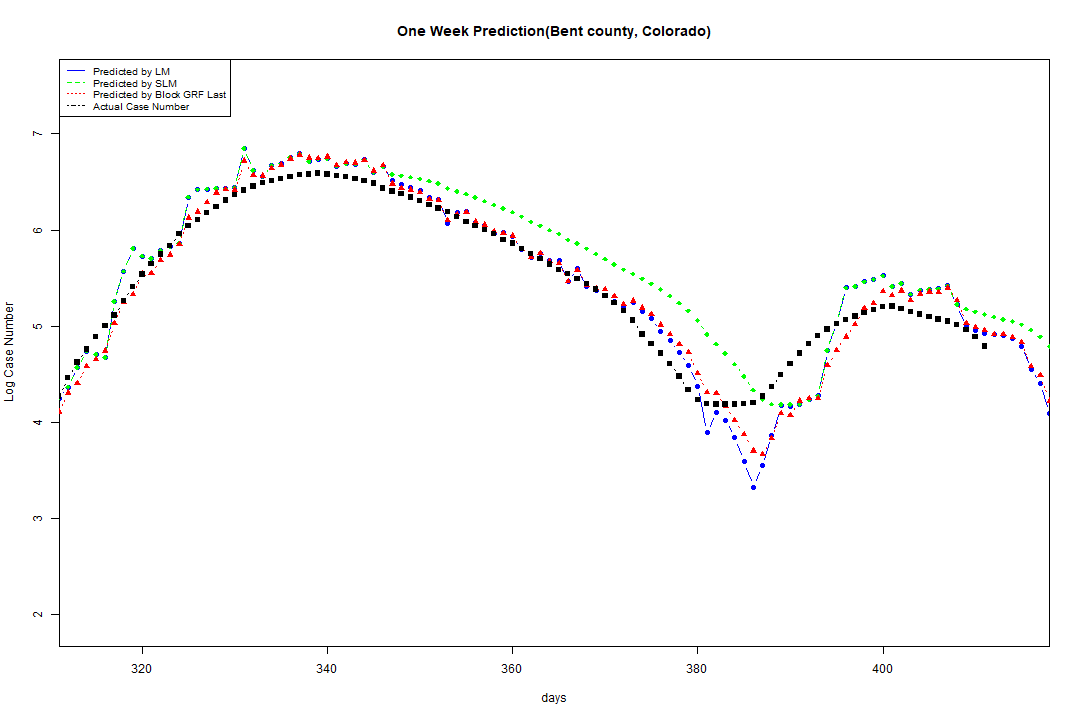 One Week Prediction(Bent county, Colorado)
Predicted by LM
Predicted by SLM
Predicted by Block GRF Last
Actual Case Number
7
6
5
4
3
2
Log Case Number
320 340 360 380 400
days